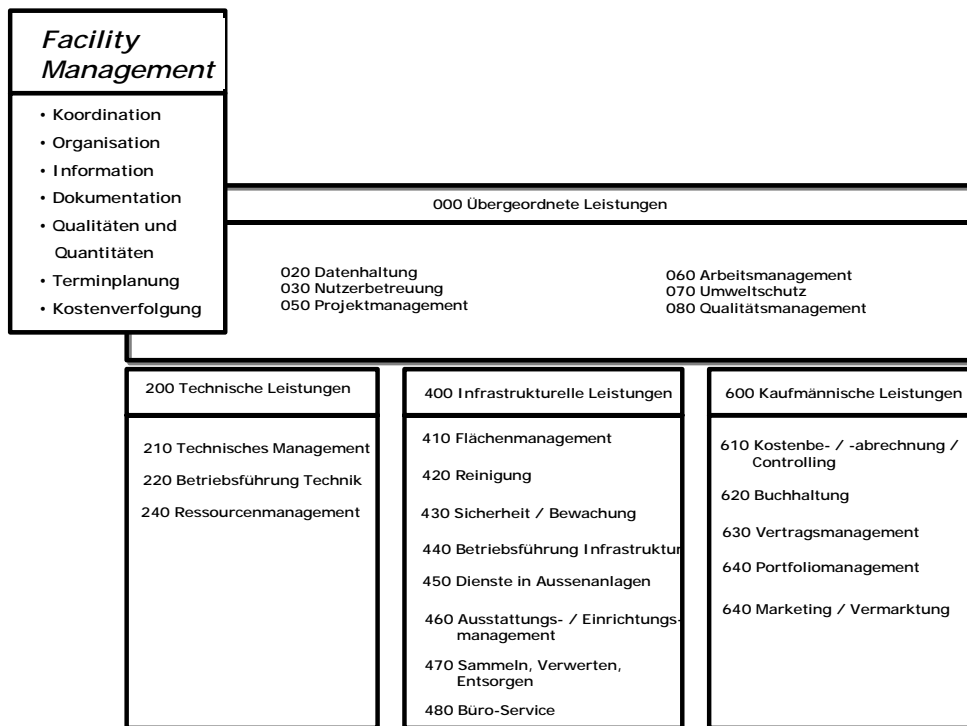 Facility
Management
• Koordination
• Organisation
• Information
• Dokumentation
• Qualitäten und
Quantitäten
• Terminplanung
• Kostenverfolgung
000 Übergeordnete Leistungen
020 Datenhaltung
030 Nutzerbetreuung
050 Projektmanagement
060 Arbeitsmanagement
070 Umweltschutz
080 Qualitätsmanagement
200 Technische Leistungen
210 Technisches Management
220 Betriebsführung Technik
240 Ressourcenmanagement
400 Infrastrukturelle Leistungen
410 Flächenmanagement
420 Reinigung
430 Sicherheit / Bewachung
440 Betriebsführung Infrastruktur
450 Dienste in Aussenanlagen
460 Ausstattungs- / Einrichtungs-
management
470 Sammeln, Verwerten,
Entsorgen
480 Büro-Service
600 Kaufmännische Leistungen
610 Kostenbe- / -abrechnung /
Controlling
620 Buchhaltung
630 Vertragsmanagement
640 Portfoliomanagement
640 Marketing / Vermarktung